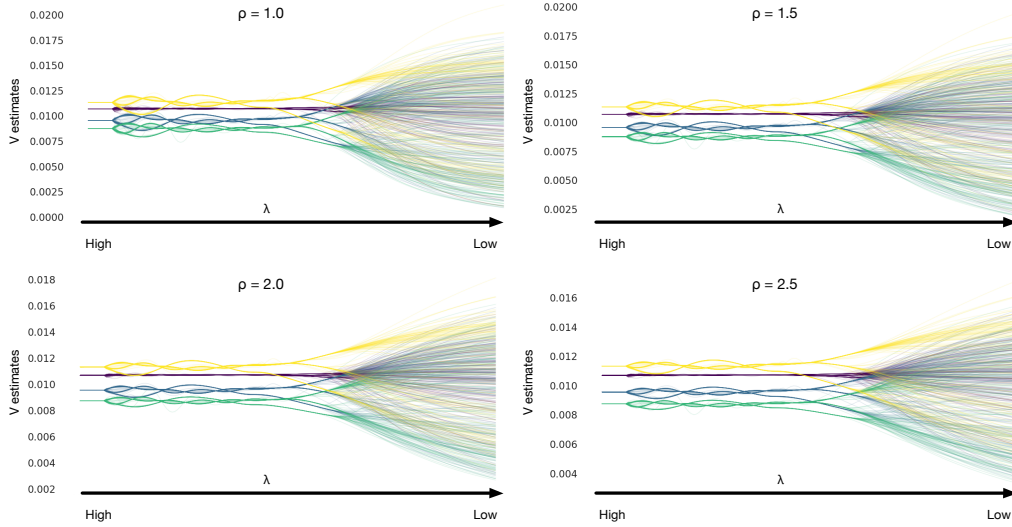 ρ = 1.0
V estimates
0.0200
0.0175
0.0150
0.0125
0.0100
0.0075
0.0050
0.0025
0.0000
λ
High
Low
ρ = 1.5
V estimates
0.0200
0.0175
0.0150
0.0125
0.0100
0.0075
0.0050
0.0025
λ
High
Low
ρ = 2.0
V estimates
0.018
0.016
0.014
0.012
0.010
0.008
0.006
0.004
0.002
λ
High
Low
ρ = 2.5
V estimates
0.016
0.014
0.012
0.010
0.008
0.006
0.004
λ
High
Low